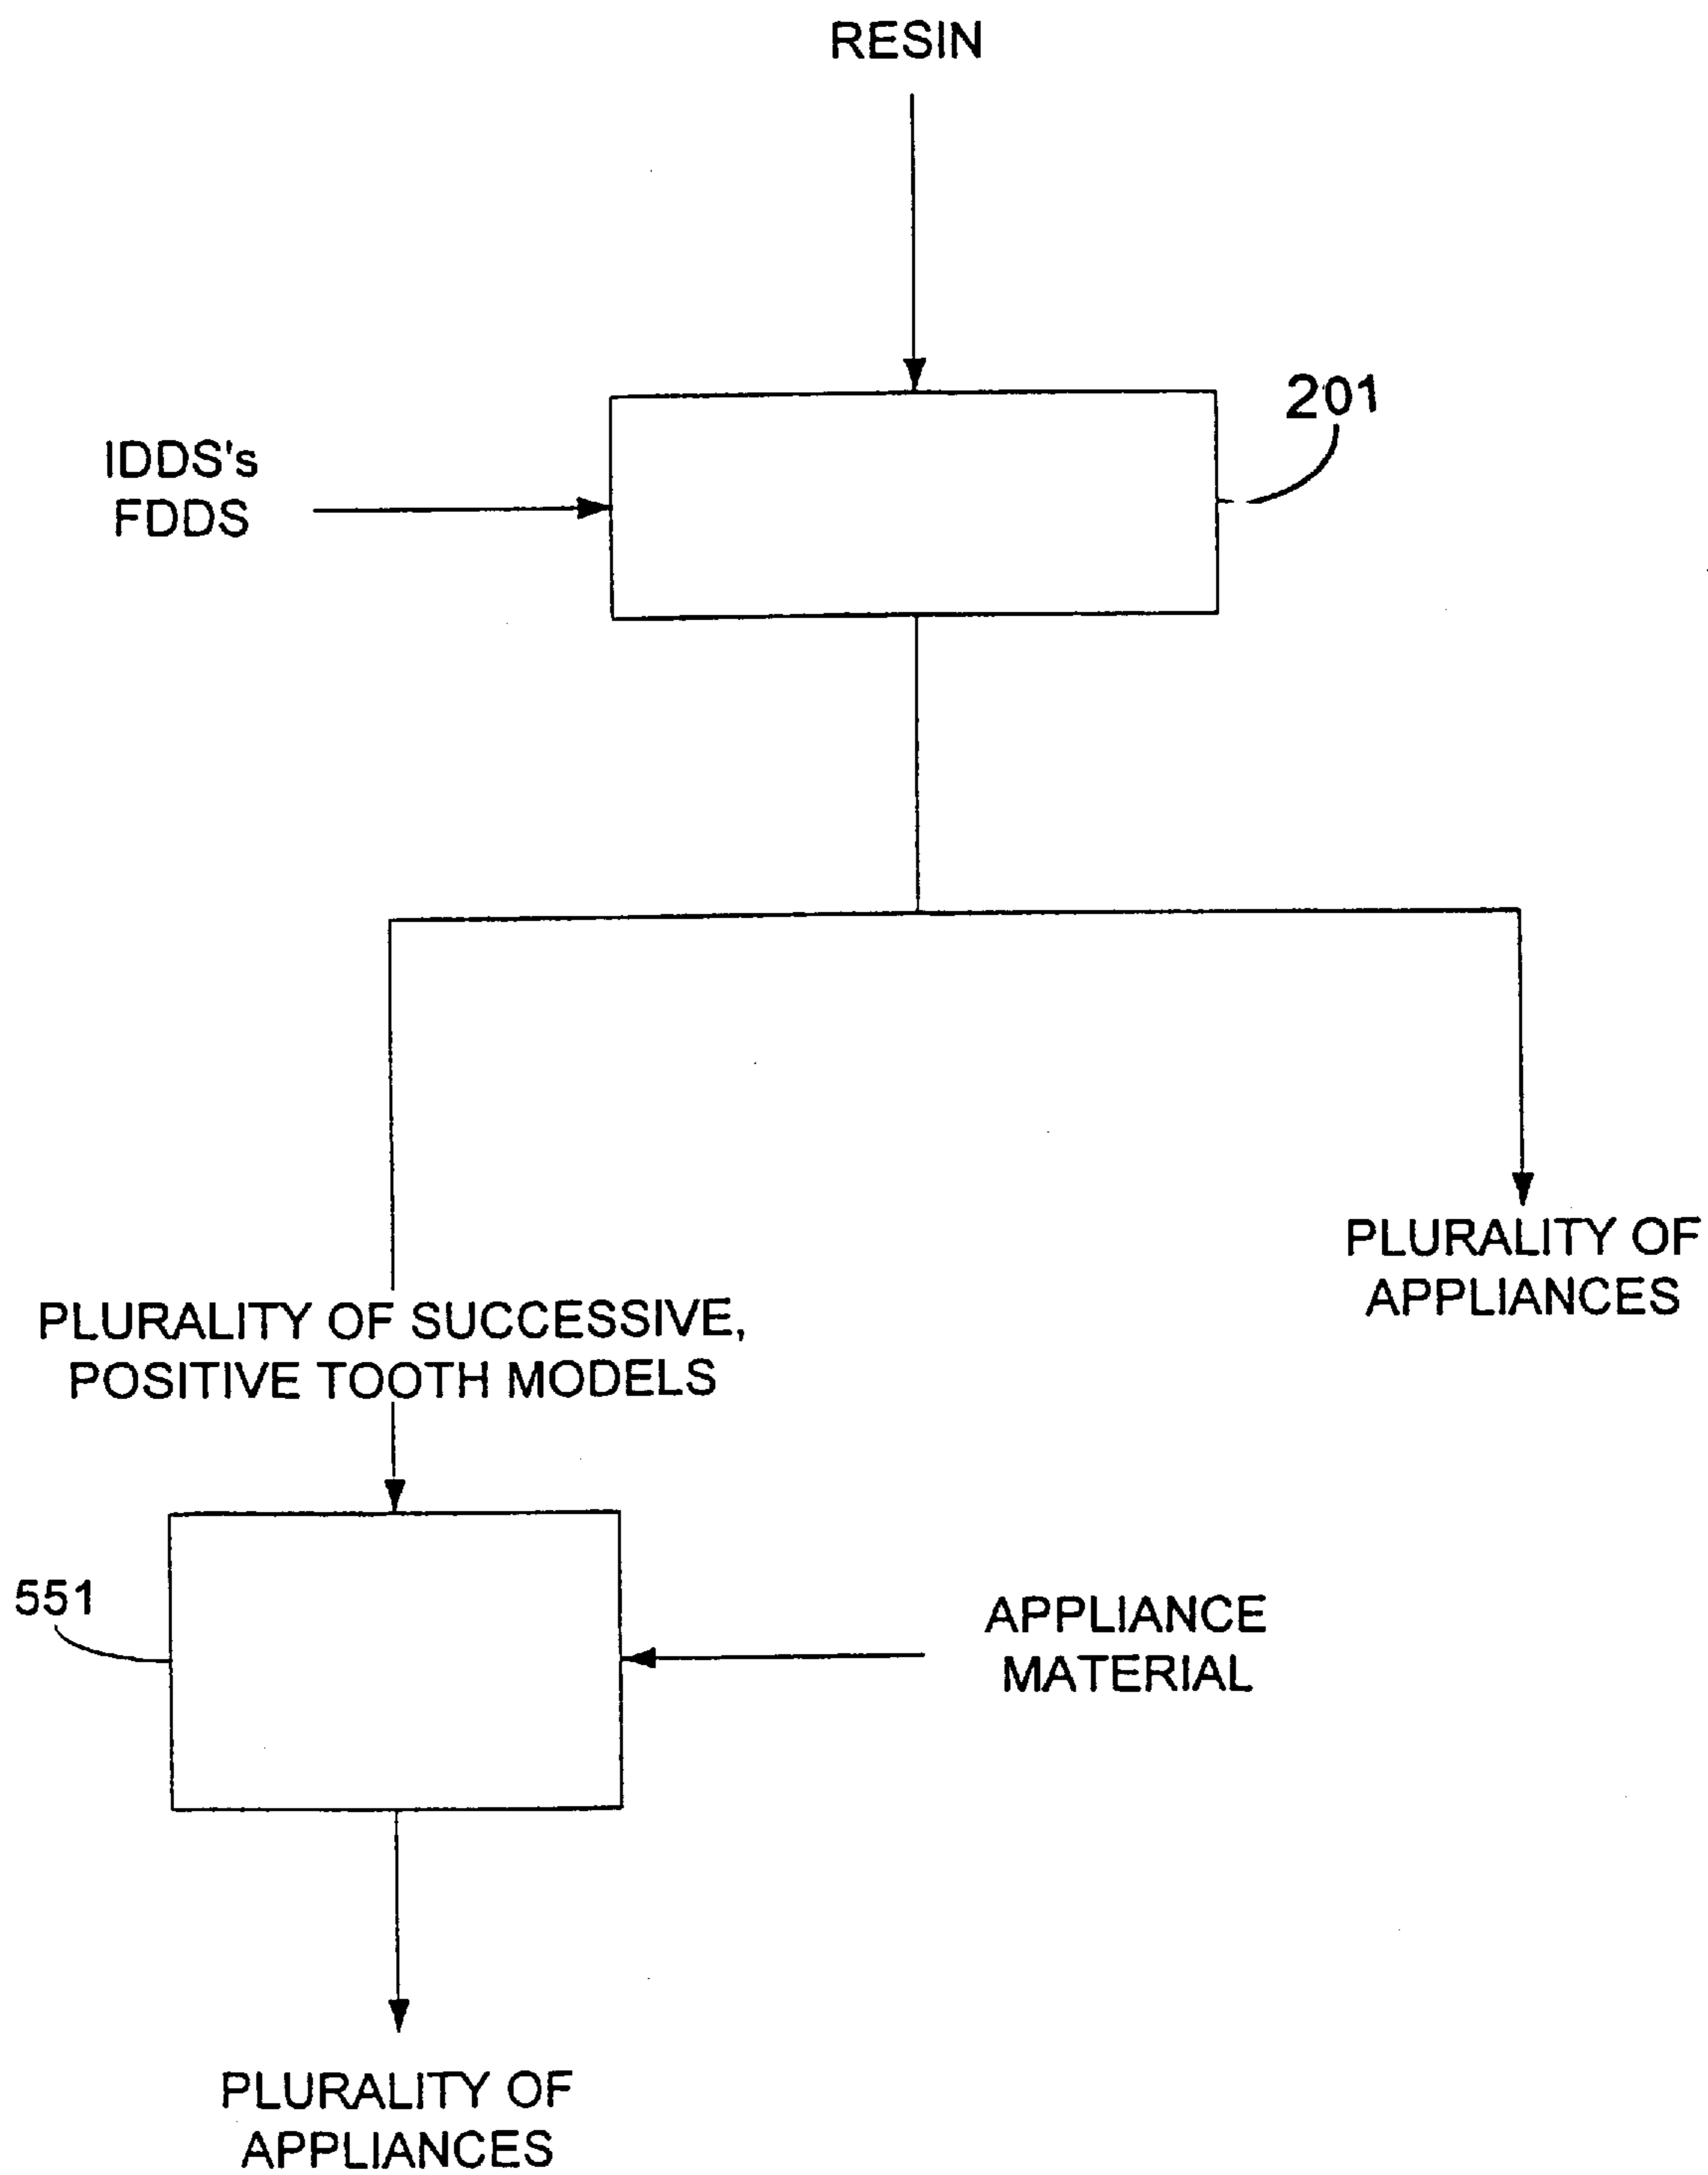 RESIN
201
IDDS's
FDDS
PLURALITY OF
APPLIANCES
PLURALITY OF SUCCESSIVE,
POSITIVE TOOTH MODELS
551
APPLIANCE
MATERIAL
PLURALITY OF
APPLIANCES